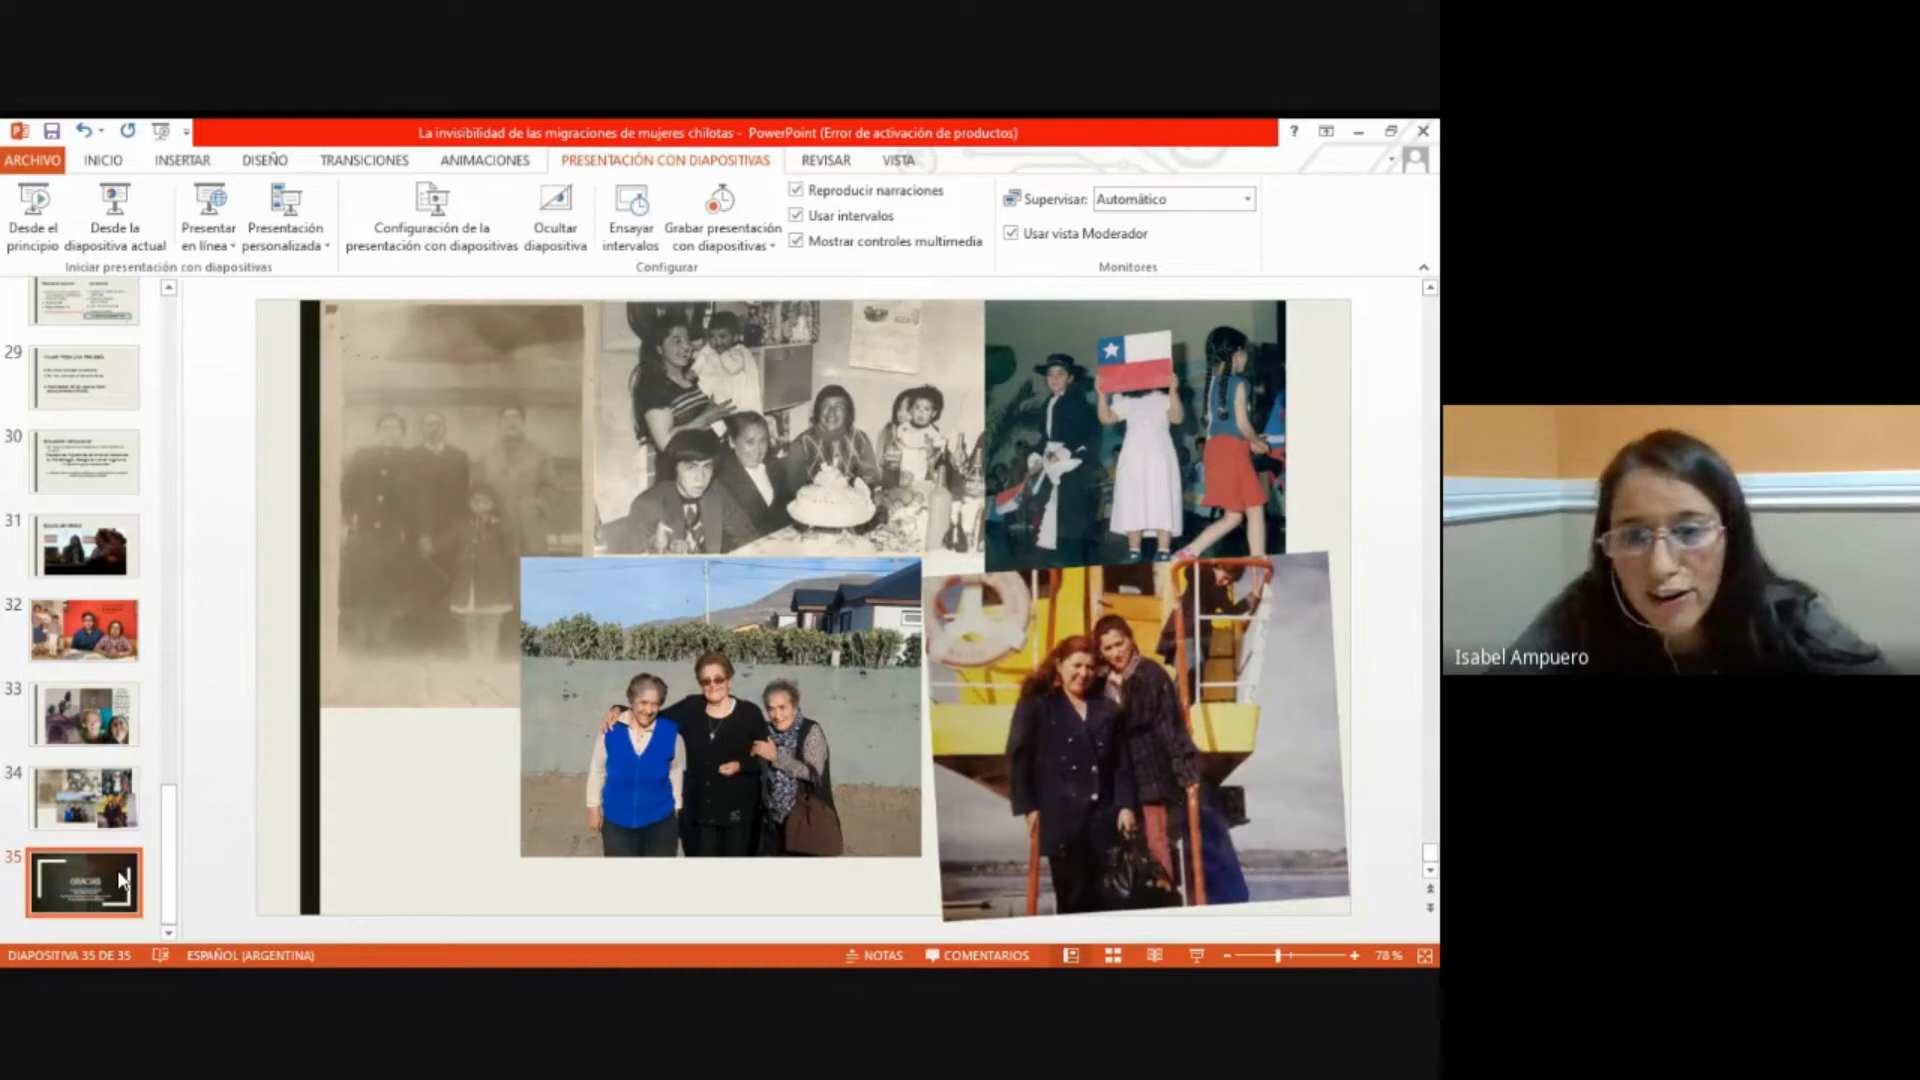 La invisibilidad de las migraciones de mujeres chilotas - PowerPoint (Error de activación de productos)
ARCHIVO INICIO INSERTAR DISEÑO TRANSICIONES ANIMACIONES PRESENTACIÓN CON DIAPOSITIVAS REVISAR VISTA
Desde el principio
Desde la diapositiva actual
Presentar en línea
Presentación personalizada
Iniciar presentación con diapositivas
Configuración de la presentación con diapositivas
Ocultar diapositiva
Ensayar intervalos
Grabar presentación con diapositivas
Reproducir narraciones
Usar intervalos
Mostrar controles multimedia
Configurar
Supervisar: Automático
Usar vista Moderador
Monitores
29
30
31
32
33
34
35
GRACIAS
Isabel Ampuero
DIAPOSITIVA 35 DE 35 ESPAÑOL (ARGENTINA) NOTAS COMENTARIOS 78 %